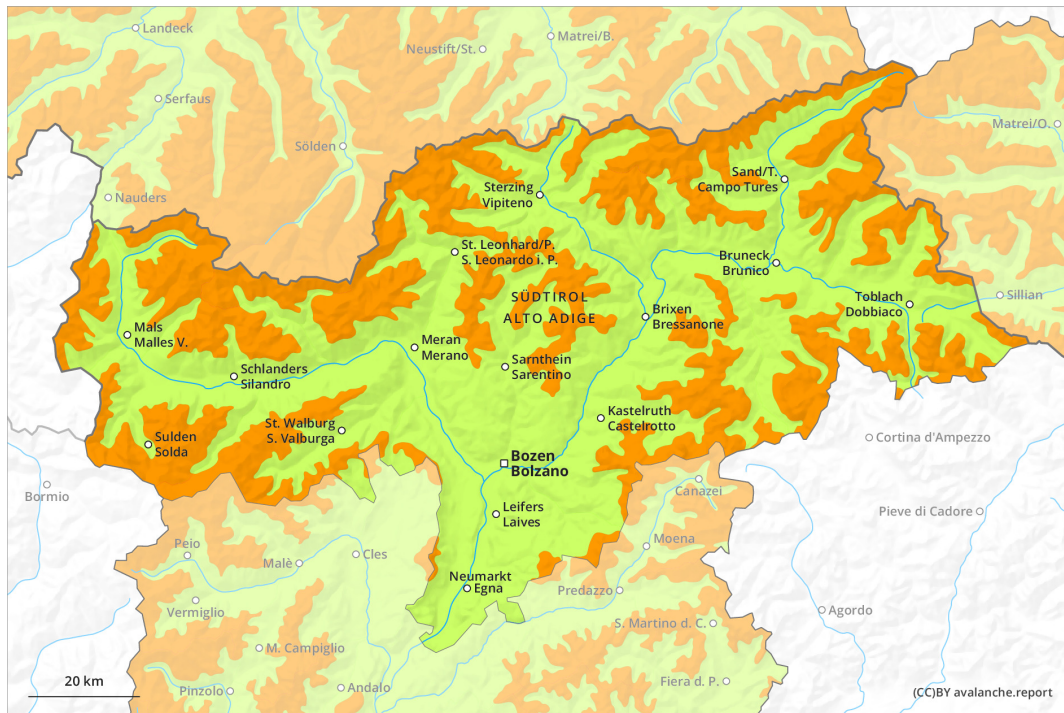 Landeck
Matrei/B.
Neustift/St.
Serfaus
Matrei/O.
Sölden
Sand/T.
Campo Tures
Sterzing
Vipiteno
Nauders
St. Leonhard/P.
S. Leonardo i. P.
Bruneck
Brunico
SÜDTIROL
ALTO ADIGE
Toblach
Dobbiaco
Sillian
Brixen
Bressanone
Mals
Malles V.
Meran
Merano
Sarnthein
Sarentino
Schlanders
Silandro
Kastelruth
Castelrotto
St. Walburg
S. Valburga
Sulden
Solda
Cortina d'Ampezzo
Bozen
Bolzano
Bormio
Canazei
Leifers
Laives
Pieve di Cadore
Moena
Peio
Cles
Malè
Neumarkt
Egna
Predazzo
Vermiglio
Agordo
S. Martino d. C.
M. Campiglio
20 km
Pinzolo
Andalo
Fiera d. P.
(CC)BY avalanche.report